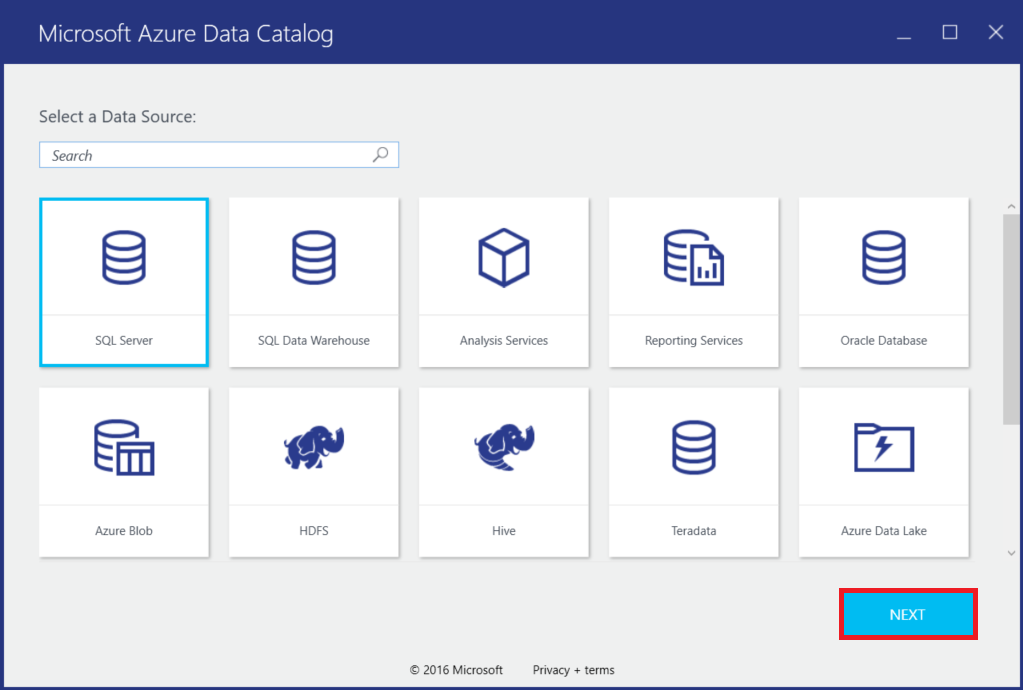 Microsoft Azure Data Catalog
Select a Data Source:
Search
SQL Server
SQL Data Warehouse
Analysis Services
Reporting Services
Oracle Database
Azure Blob
HDFS
Hive
Teradata
Azure Data Lake
NEXT
© 2016 Microsoft Privacy + terms